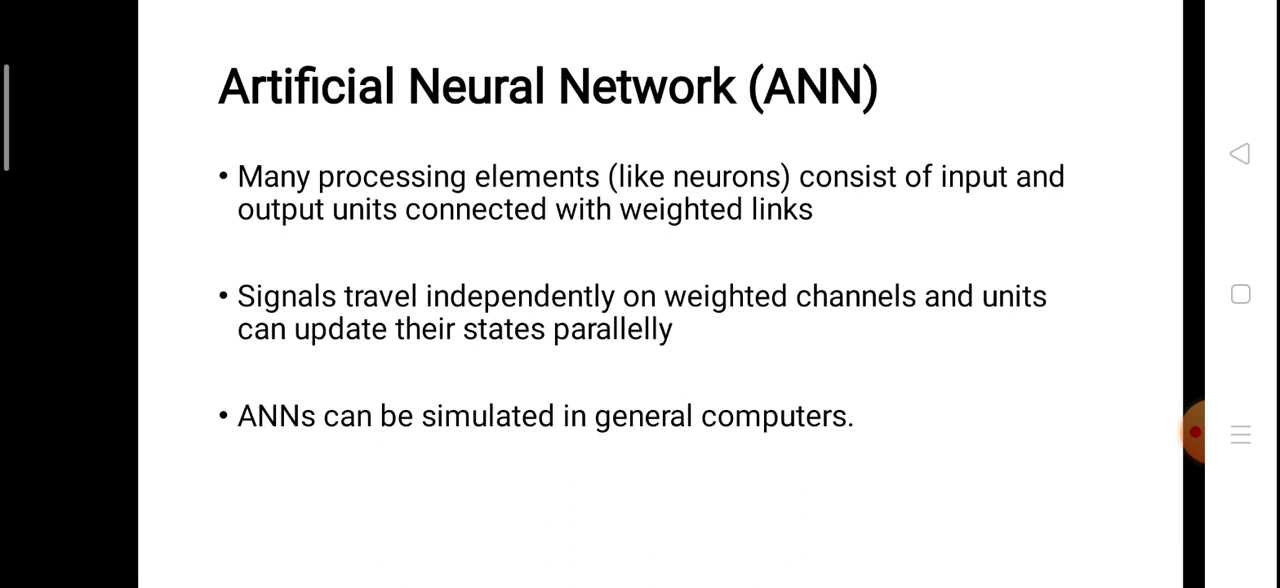 Artificial Neural Network (ANN)
• Many processing elements (like neurons) consist of input and
output units connected with weighted links
• Signals travel independently on weighted channels and units
can update their states parallelly
• ANNs can be simulated in general computers.